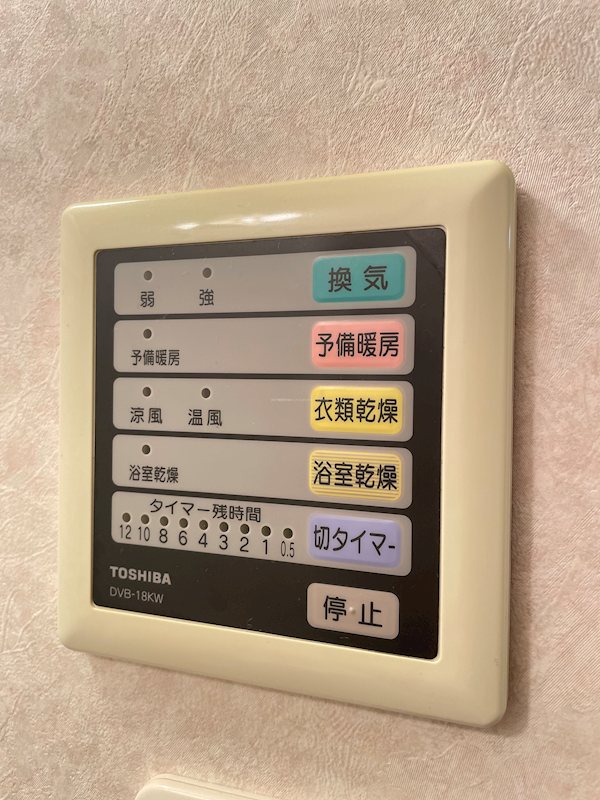 弱 強 換気
予備暖房 予備暖房
涼風 温風 衣類乾燥
浴室乾燥 浴室乾燥
タイマー残時間
12 10 8 6 4 3 2 1 0.5 切タイマー
TOSHIBA
DVB-18KW
停止